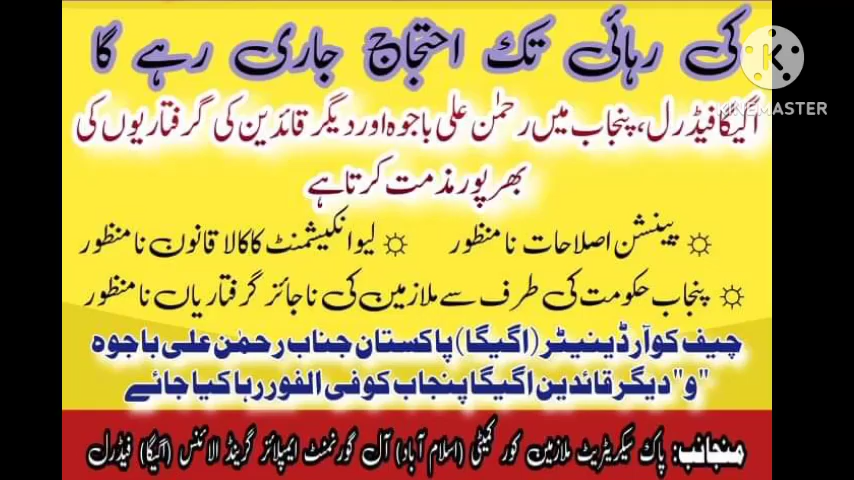 کی رہائی تک احتجاج جاری رہے گا
KINEMASTER
اگیگا فیڈرل، پنجاب میں رحمٰن علی باجوہ اور دیگر قائدین کی گرفتاریوں کی
بھرپور مذمت کرتا ہے
☼ پینشن اصلاحات نامنظور ☼ لیو انکیشمنٹ کا کالا قانون نامنظور
☼ پنجاب حکومت کی طرف سے ملازمین کی ناجائز گرفتاریاں نامنظور
چیف کوآرڈینیٹر (اگیگا) پاکستان جناب رحمٰن علی باجوہ
"و" دیگر قائدین اگیگا پنجاب کو فی الفور رہا کیا جائے
منجانب: پاک سیکریٹریٹ ملازمین کور کمیٹی (اسلام آباد) آل گورنمنٹ ایمپلائز گرینڈ الائنس (اگیگا) فیڈرل